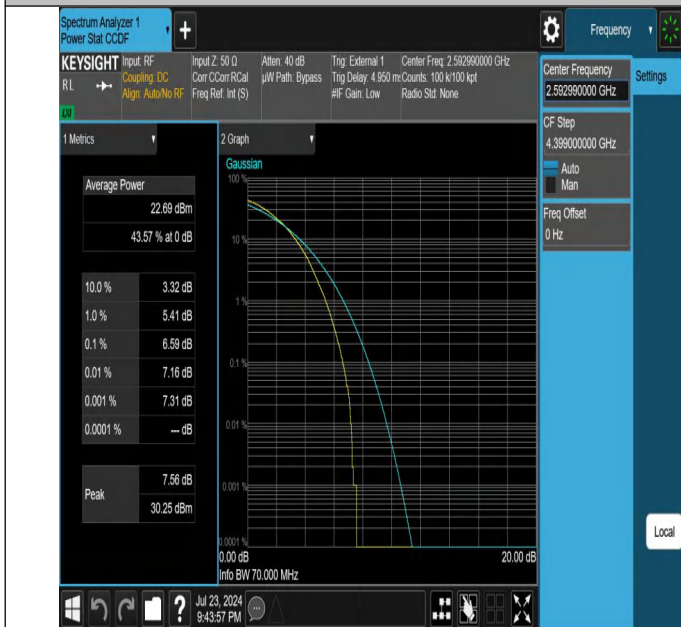 Spectrum Analyzer 1
Power Stat CCDF
+
Frequency
KEYSIGHT
RL
LXI
Input: RF
Coupling: DC
Align: Auto/No RF
Input Z: 50 Ω
Corr CCorr RCal
Freq Ref: Int (S)
Atten: 40 dB
µW Path: Bypass
Trig: External 1
Trig Delay: 4.950 ms
#IF Gain: Low
Center Freq: 2.592990000 GHz
Counts: 100 k/100 kpt
Radio Std: None
Center Frequency
2.592990000 GHz
Settings
CF Step
4.399000000 GHz
Auto
Man
Freq Offset
0 Hz
Local
1 Metrics
Average Power
22.69 dBm
43.57 % at 0 dB
10.0 % 3.32 dB
1.0 % 5.41 dB
0.1 % 6.59 dB
0.01 % 7.16 dB
0.001 % 7.31 dB
0.0001 % --- dB
Peak
7.56 dB
30.25 dBm
2 Graph
Gaussian
100 %
10 %
1 %
0.1 %
0.01 %
0.001 %
0.0001 %
0.00 dB
20.00 dB
Info BW 70.000 MHz
?
Jul 23, 2024
9:43:57 PM